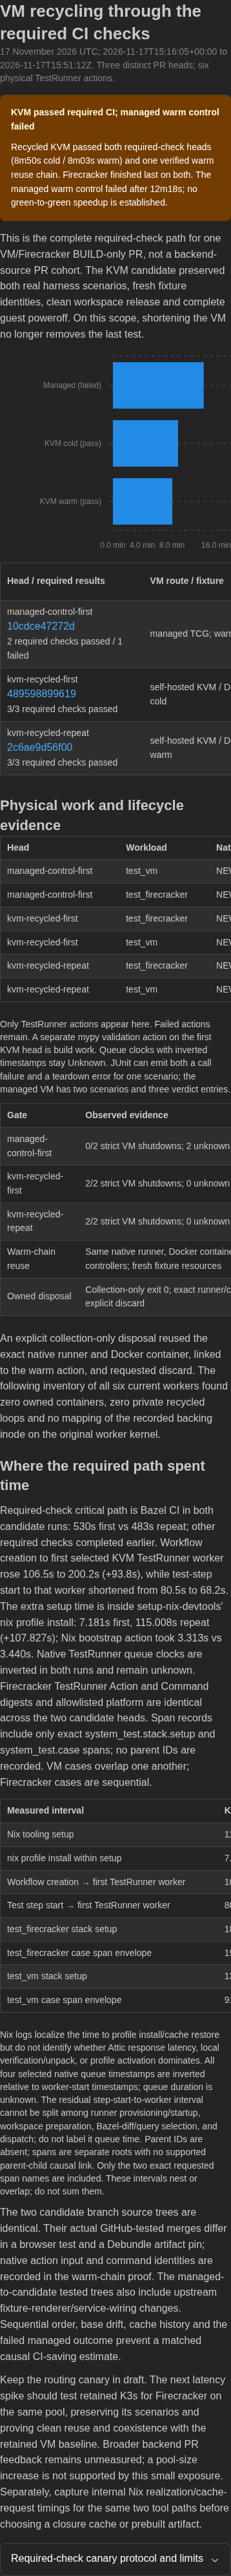 VM recycling through the
required CI checks
17 November 2026 UTC; 2026-11-17T15:16:05+00:00 to
2026-11-17T15:51:12Z. Three distinct PR heads; six
physical TestRunner actions.
KVM passed required CI; managed warm control
failed
Recycled KVM passed both required-check heads
(8m50s cold / 8m03s warm) and one verified warm
reuse chain. Firecracker finished last on both. The
managed warm control failed after 12m18s; no
green-to-green speedup is established.
This is the complete required-check path for one
VM/Firecracker BUILD-only PR, not a backend-
source PR cohort. The KVM candidate preserved
both real harness scenarios, fresh fixture
identities, clean workspace release and complete
guest poweroff. On this scope, shortening the VM
no longer removes the last test.
Managed (failed)
KVM cold (pass)
KVM warm (pass)
0.0 min 4.0 min 8.0 min 16.0 min
Head / required results VM route / fixture
managed-control-first
10cdce47272d
2 required checks passed / 1
failed
managed TCG; warm
kvm-recycled-first
489598899619
3/3 required checks passed
self-hosted KVM / D
cold
kvm-recycled-repeat
2c6ae9d56f00
3/3 required checks passed
self-hosted KVM / D
warm
Physical work and lifecycle
evidence
Head Workload Nat
managed-control-first test_vm NEW
managed-control-first test_firecracker NEW
kvm-recycled-first test_firecracker NEW
kvm-recycled-first test_vm NEW
kvm-recycled-repeat test_firecracker NEW
kvm-recycled-repeat test_vm NEW
Only TestRunner actions appear here. Failed actions
remain. A separate mypy validation action on the first
KVM head is build work. Queue clocks with inverted
timestamps stay Unknown. JUnit can emit both a call
failure and a teardown error for one scenario; the
managed VM has two scenarios and three verdict entries.
Gate Observed evidence
managed-
control-first
0/2 strict VM shutdowns; 2 unknown
kvm-recycled-
first
2/2 strict VM shutdowns; 0 unknown
kvm-recycled-
repeat
2/2 strict VM shutdowns; 0 unknown
Warm-chain
reuse
Same native runner, Docker containe
controllers; fresh fixture resources
Owned disposal
Collection-only exit 0; exact runner/c
explicit discard
An explicit collection-only disposal reused the
exact native runner and Docker container, linked
to the warm action, and requested discard. The
following inventory of all six current workers found
zero owned containers, zero private recycled
loops and no mapping of the recorded backing
inode on the original worker kernel.
Where the required path spent
time
Required-check critical path is Bazel CI in both
candidate runs: 530s first vs 483s repeat; other
required checks completed earlier. Workflow
creation to first selected KVM TestRunner worker
rose 106.5s to 200.2s (+93.8s), while test-step
start to that worker shortened from 80.5s to 68.2s.
The extra setup time is inside setup-nix-devtools'
nix profile install: 7.181s first, 115.008s repeat
(+107.827s); Nix bootstrap action took 3.313s vs
3.440s. Native TestRunner queue clocks are
inverted in both runs and remain unknown.
Firecracker TestRunner Action and Command
digests and allowlisted platform are identical
across the two candidate heads. Span records
include only exact system_test.stack.setup and
system_test.case spans; no parent IDs are
recorded. VM cases overlap one another;
Firecracker cases are sequential.
Measured interval K
Nix tooling setup
nix profile install within setup 7.
Workflow creation → first TestRunner worker 10
Test step start → first TestRunner worker 80
test_firecracker stack setup 18
test_firecracker case span envelope 19
test_vm stack setup 13
test_vm case span envelope 91
Nix logs localize the time to profile install/cache restore
but do not identify whether Attic response latency, local
verification/unpack, or profile activation dominates. All
four selected native queue timestamps are inverted
relative to worker-start timestamps; queue duration is
unknown. The residual step-start-to-worker interval
cannot be split among runner provisioning/startup,
workspace preparation, Bazel-diff/query selection, and
dispatch; do not label it queue time. Parent IDs are
absent; spans are separate roots with no supported
parent-child causal link. Only the two exact requested
span names are included. These intervals nest or
overlap; do not sum them.
The two candidate branch source trees are
identical. Their actual GitHub-tested merges differ
in a browser test and a Debundle artifact pin;
native action input and command identities are
recorded in the warm-chain proof. The managed-
to-candidate tested trees also include upstream
fixture-renderer/service-wiring changes.
Sequential order, base drift, cache history and the
failed managed outcome prevent a matched
causal CI-saving estimate.
Keep the routing canary in draft. The next latency
spike should test retained K3s for Firecracker on
the same pool, preserving its scenarios and
proving clean reuse and coexistence with the
retained VM baseline. Broader backend PR
feedback remains unmeasured; a pool-size
increase is not supported by this small exposure.
Separately, capture internal Nix realization/cache-
request timings for the same two tool paths before
choosing a closure cache or prebuilt artifact.
Required-check canary protocol and limits